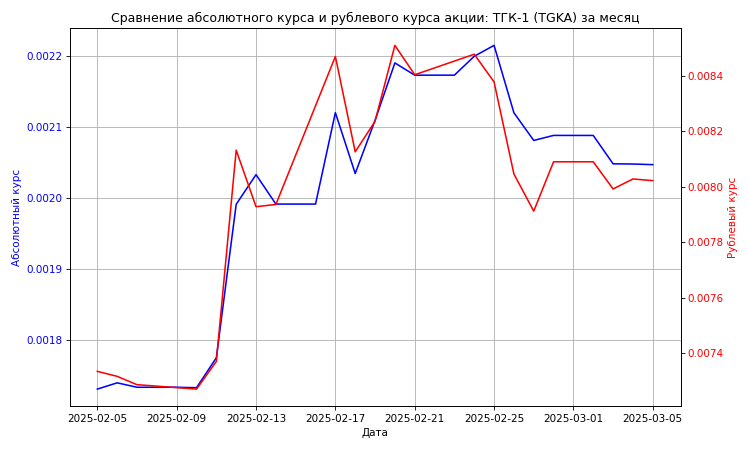 Сравнение абсолютного курса и рублевого курса акции: ТГК-1 (TGKA) за месяц
0.0022
0.0021
0.0020
0.0019
0.0018
Абсолютный курс
0.0084
0.0082
0.0080
0.0078
0.0076
0.0074
Рублевый курс
2025-02-05 2025-02-09 2025-02-13 2025-02-17 2025-02-21 2025-02-25 2025-03-01 2025-03-05
Дата